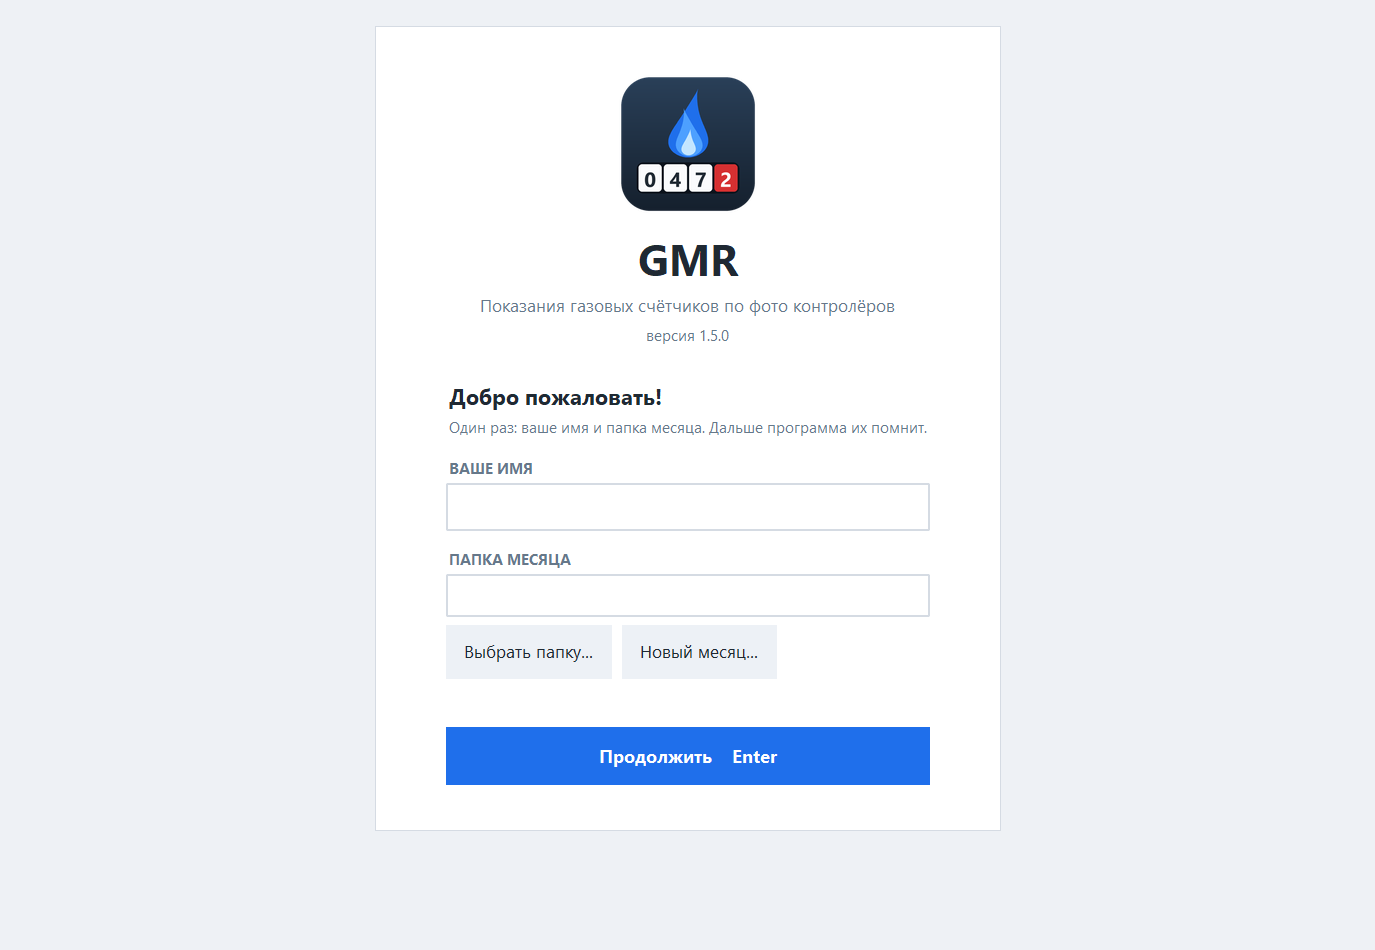 0472
GMR
Показания газовых счётчиков по фото контролёров
версия 1.5.0
Добро пожаловать!
Один раз: ваше имя и папка месяца. Дальше программа их помнит.
ВАШЕ ИМЯ
ПАПКА МЕСЯЦА
Выбрать папку... Новый месяц...
Продолжить Enter